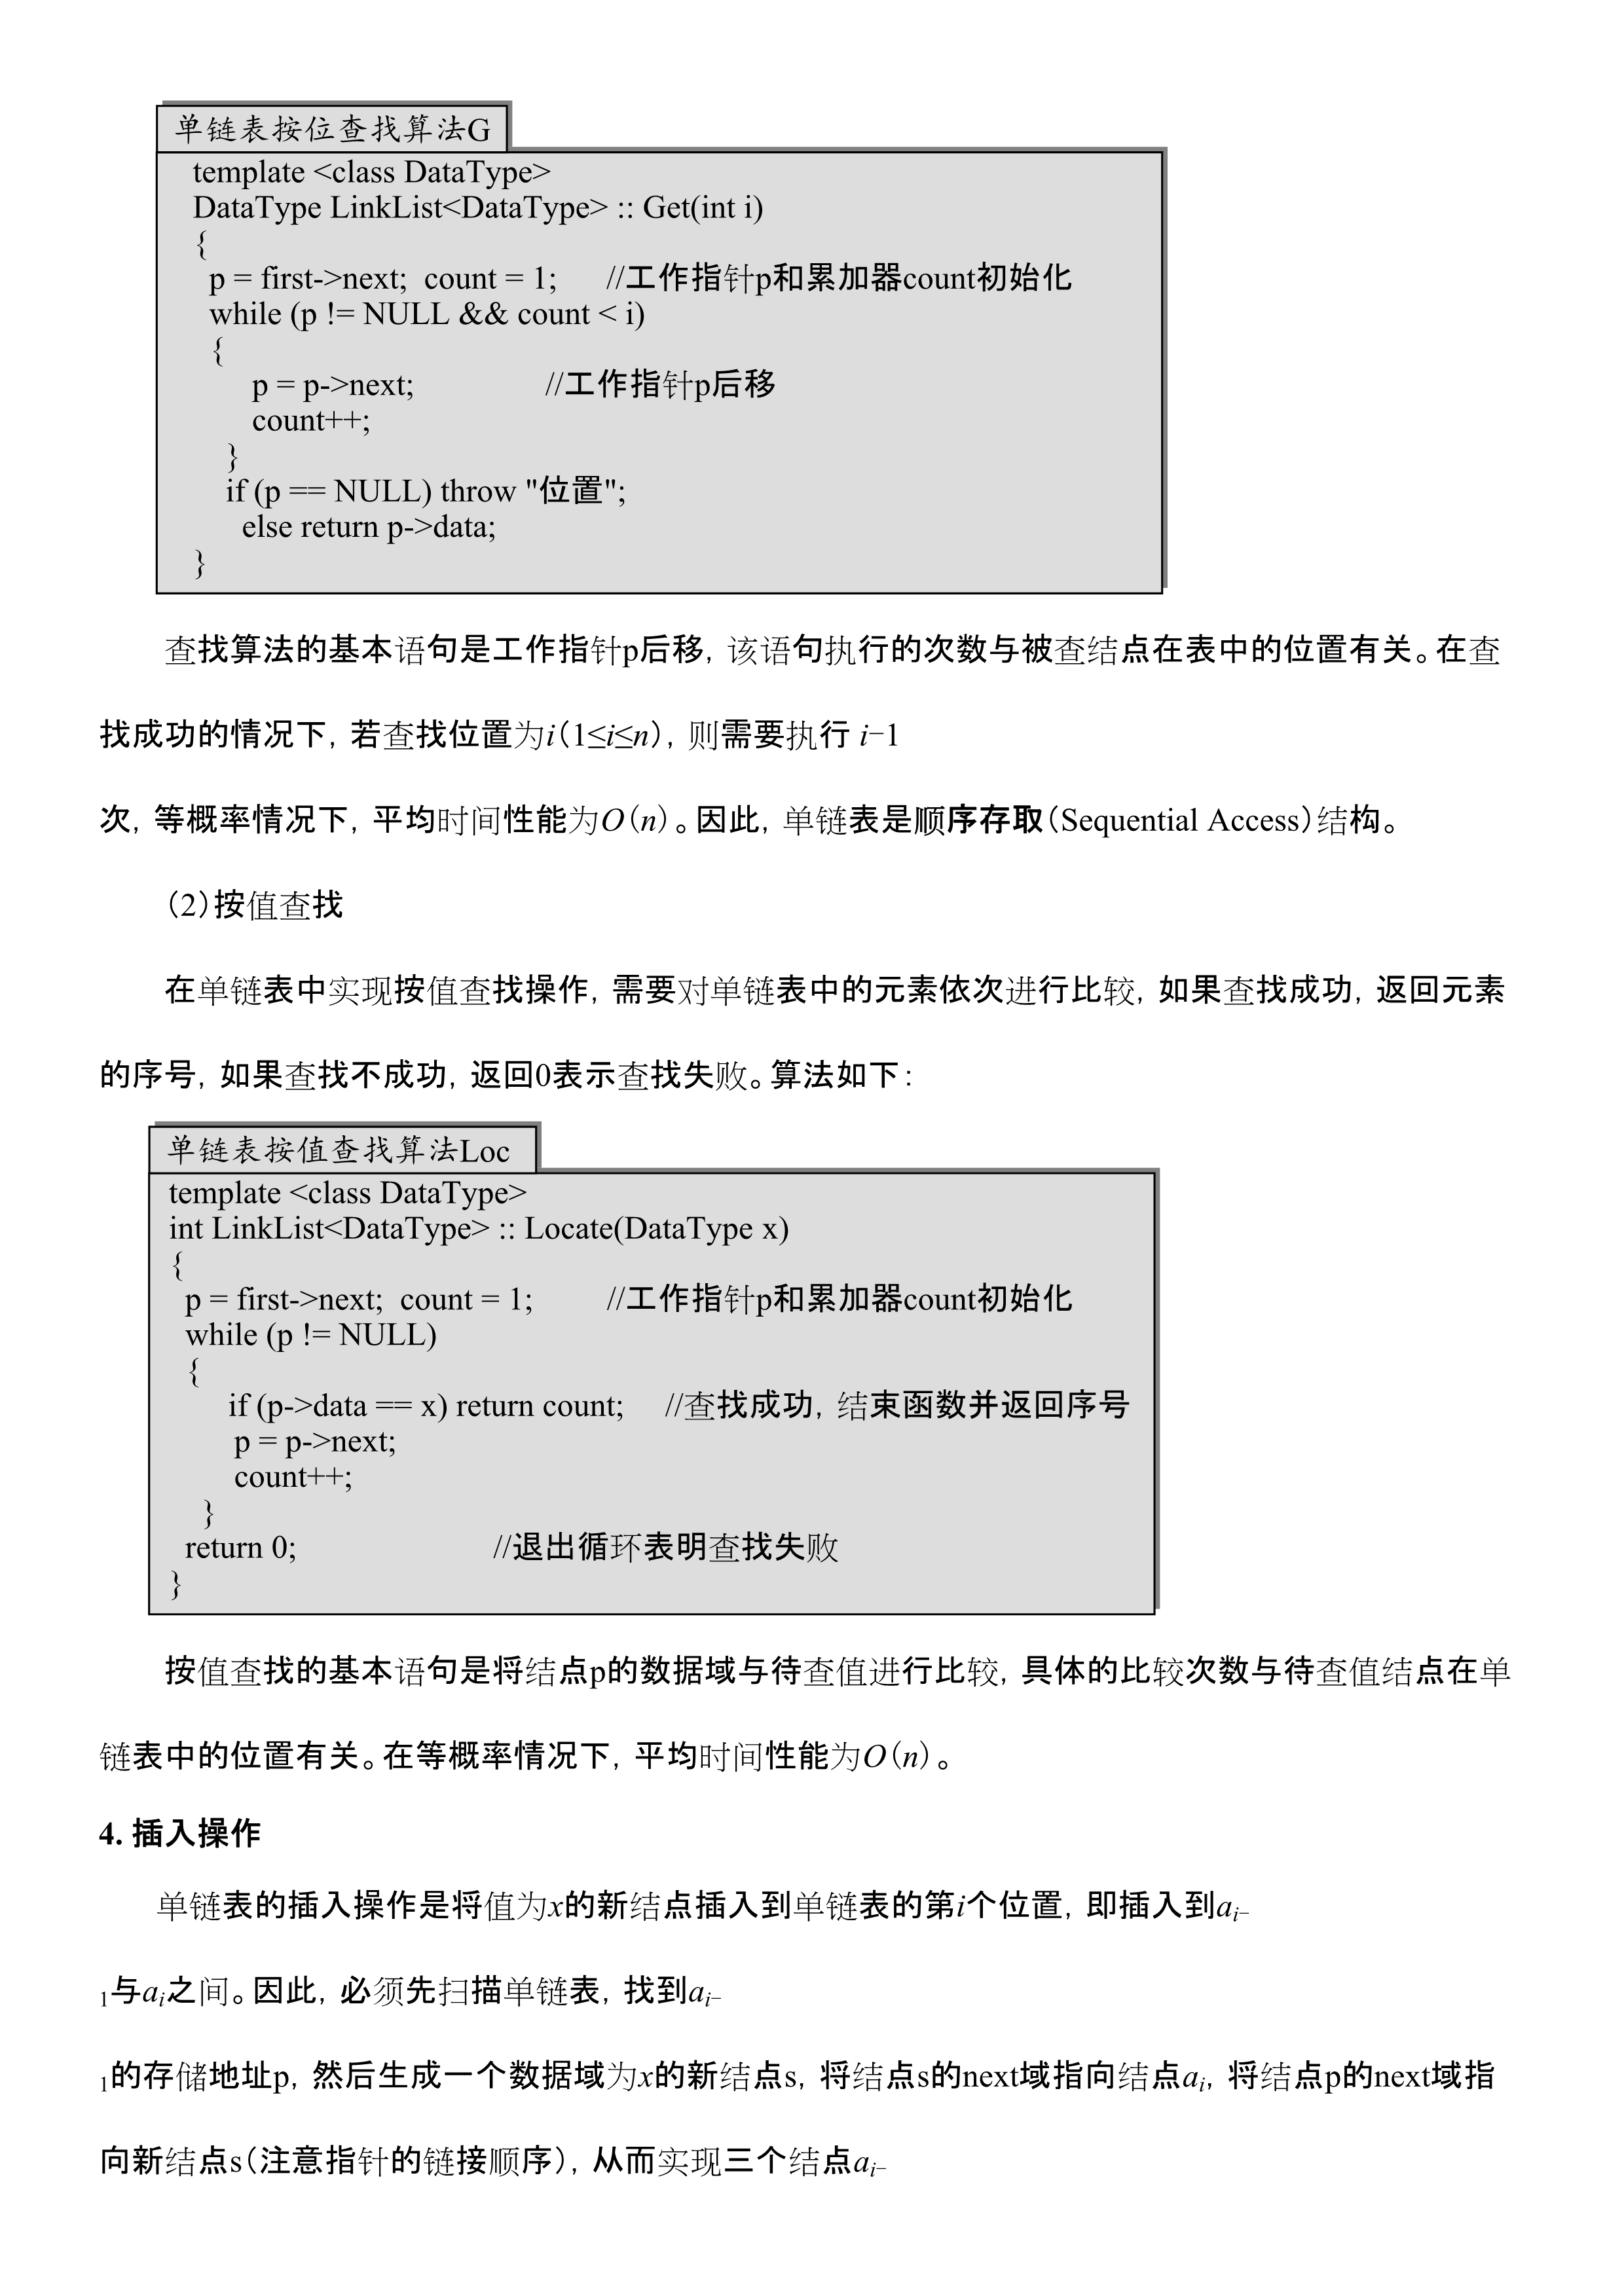 单链表按位查找算法G
template <class DataType>
DataType LinkList<DataType> :: Get(int i)
{
p = first->next; count = 1; //工作指针p和累加器count初始化
while (p != NULL && count < i)
{
p = p->next; //工作指针p后移
count++;
}
if (p == NULL) throw "位置";
else return p->data;
}
查找算法的基本语句是工作指针p后移，该语句执行的次数与被查结点在表中的位置有关。在查
找成功的情况下，若查找位置为i（1≤i≤n），则需要执行 i−1
次，等概率情况下，平均时间性能为O(n)。因此，单链表是顺序存取（Sequential Access）结构。
（2）按值查找
在单链表中实现按值查找操作，需要对单链表中的元素依次进行比较，如果查找成功，返回元素
的序号，如果查找不成功，返回0表示查找失败。算法如下：
单链表按值查找算法Loc
template <class DataType>
int LinkList<DataType> :: Locate(DataType x)
{
p = first->next; count = 1; //工作指针p和累加器count初始化
while (p != NULL)
{
if (p->data == x) return count; //查找成功，结束函数并返回序号
p = p->next;
count++;
}
return 0; //退出循环表明查找失败
}
按值查找的基本语句是将结点p的数据域与待查值进行比较，具体的比较次数与待查值结点在单
链表中的位置有关。在等概率情况下，平均时间性能为O(n)。
4. 插入操作
单链表的插入操作是将值为x的新结点插入到单链表的第i个位置，即插入到ai−
1与ai之间。因此，必须先扫描单链表，找到ai−
1的存储地址p，然后生成一个数据域为x的新结点s，将结点s的next域指向结点ai，将结点p的next域指
向新结点s（注意指针的链接顺序），从而实现三个结点ai−